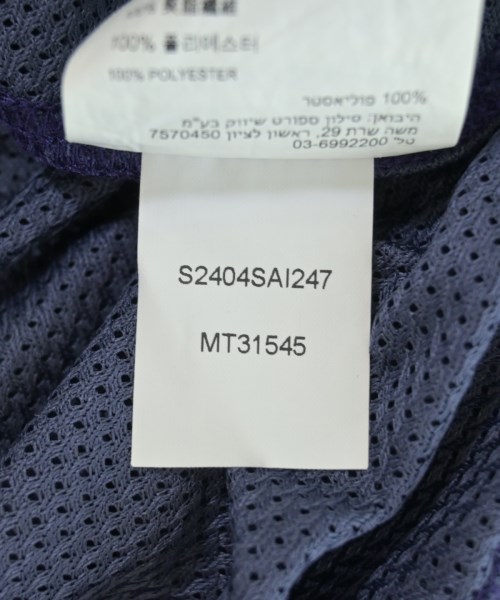 100% 폴리에스터
100% POLYESTER
100% פוליאסטר
היבואן: סילון ספורט שיווק בע"מ
משה שרת 29, ראשון לציון 7570450
טל 03-6992200
S2404SAI247
MT31545